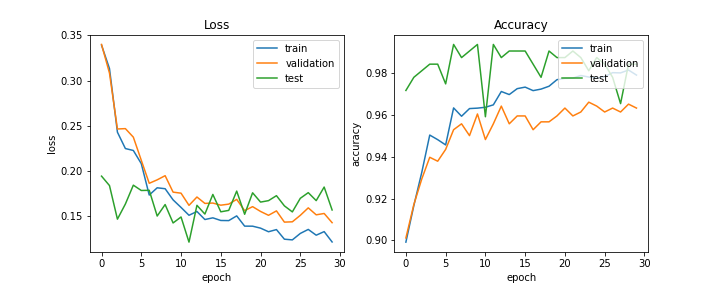 Loss
0.35
0.30
0.25
0.20
0.15
loss
0
5
10
15
20
25
30
epoch
train
validation
test
Accuracy
0.98
0.96
0.94
0.92
0.90
accuracy
0
5
10
15
20
25
30
epoch
train
validation
test